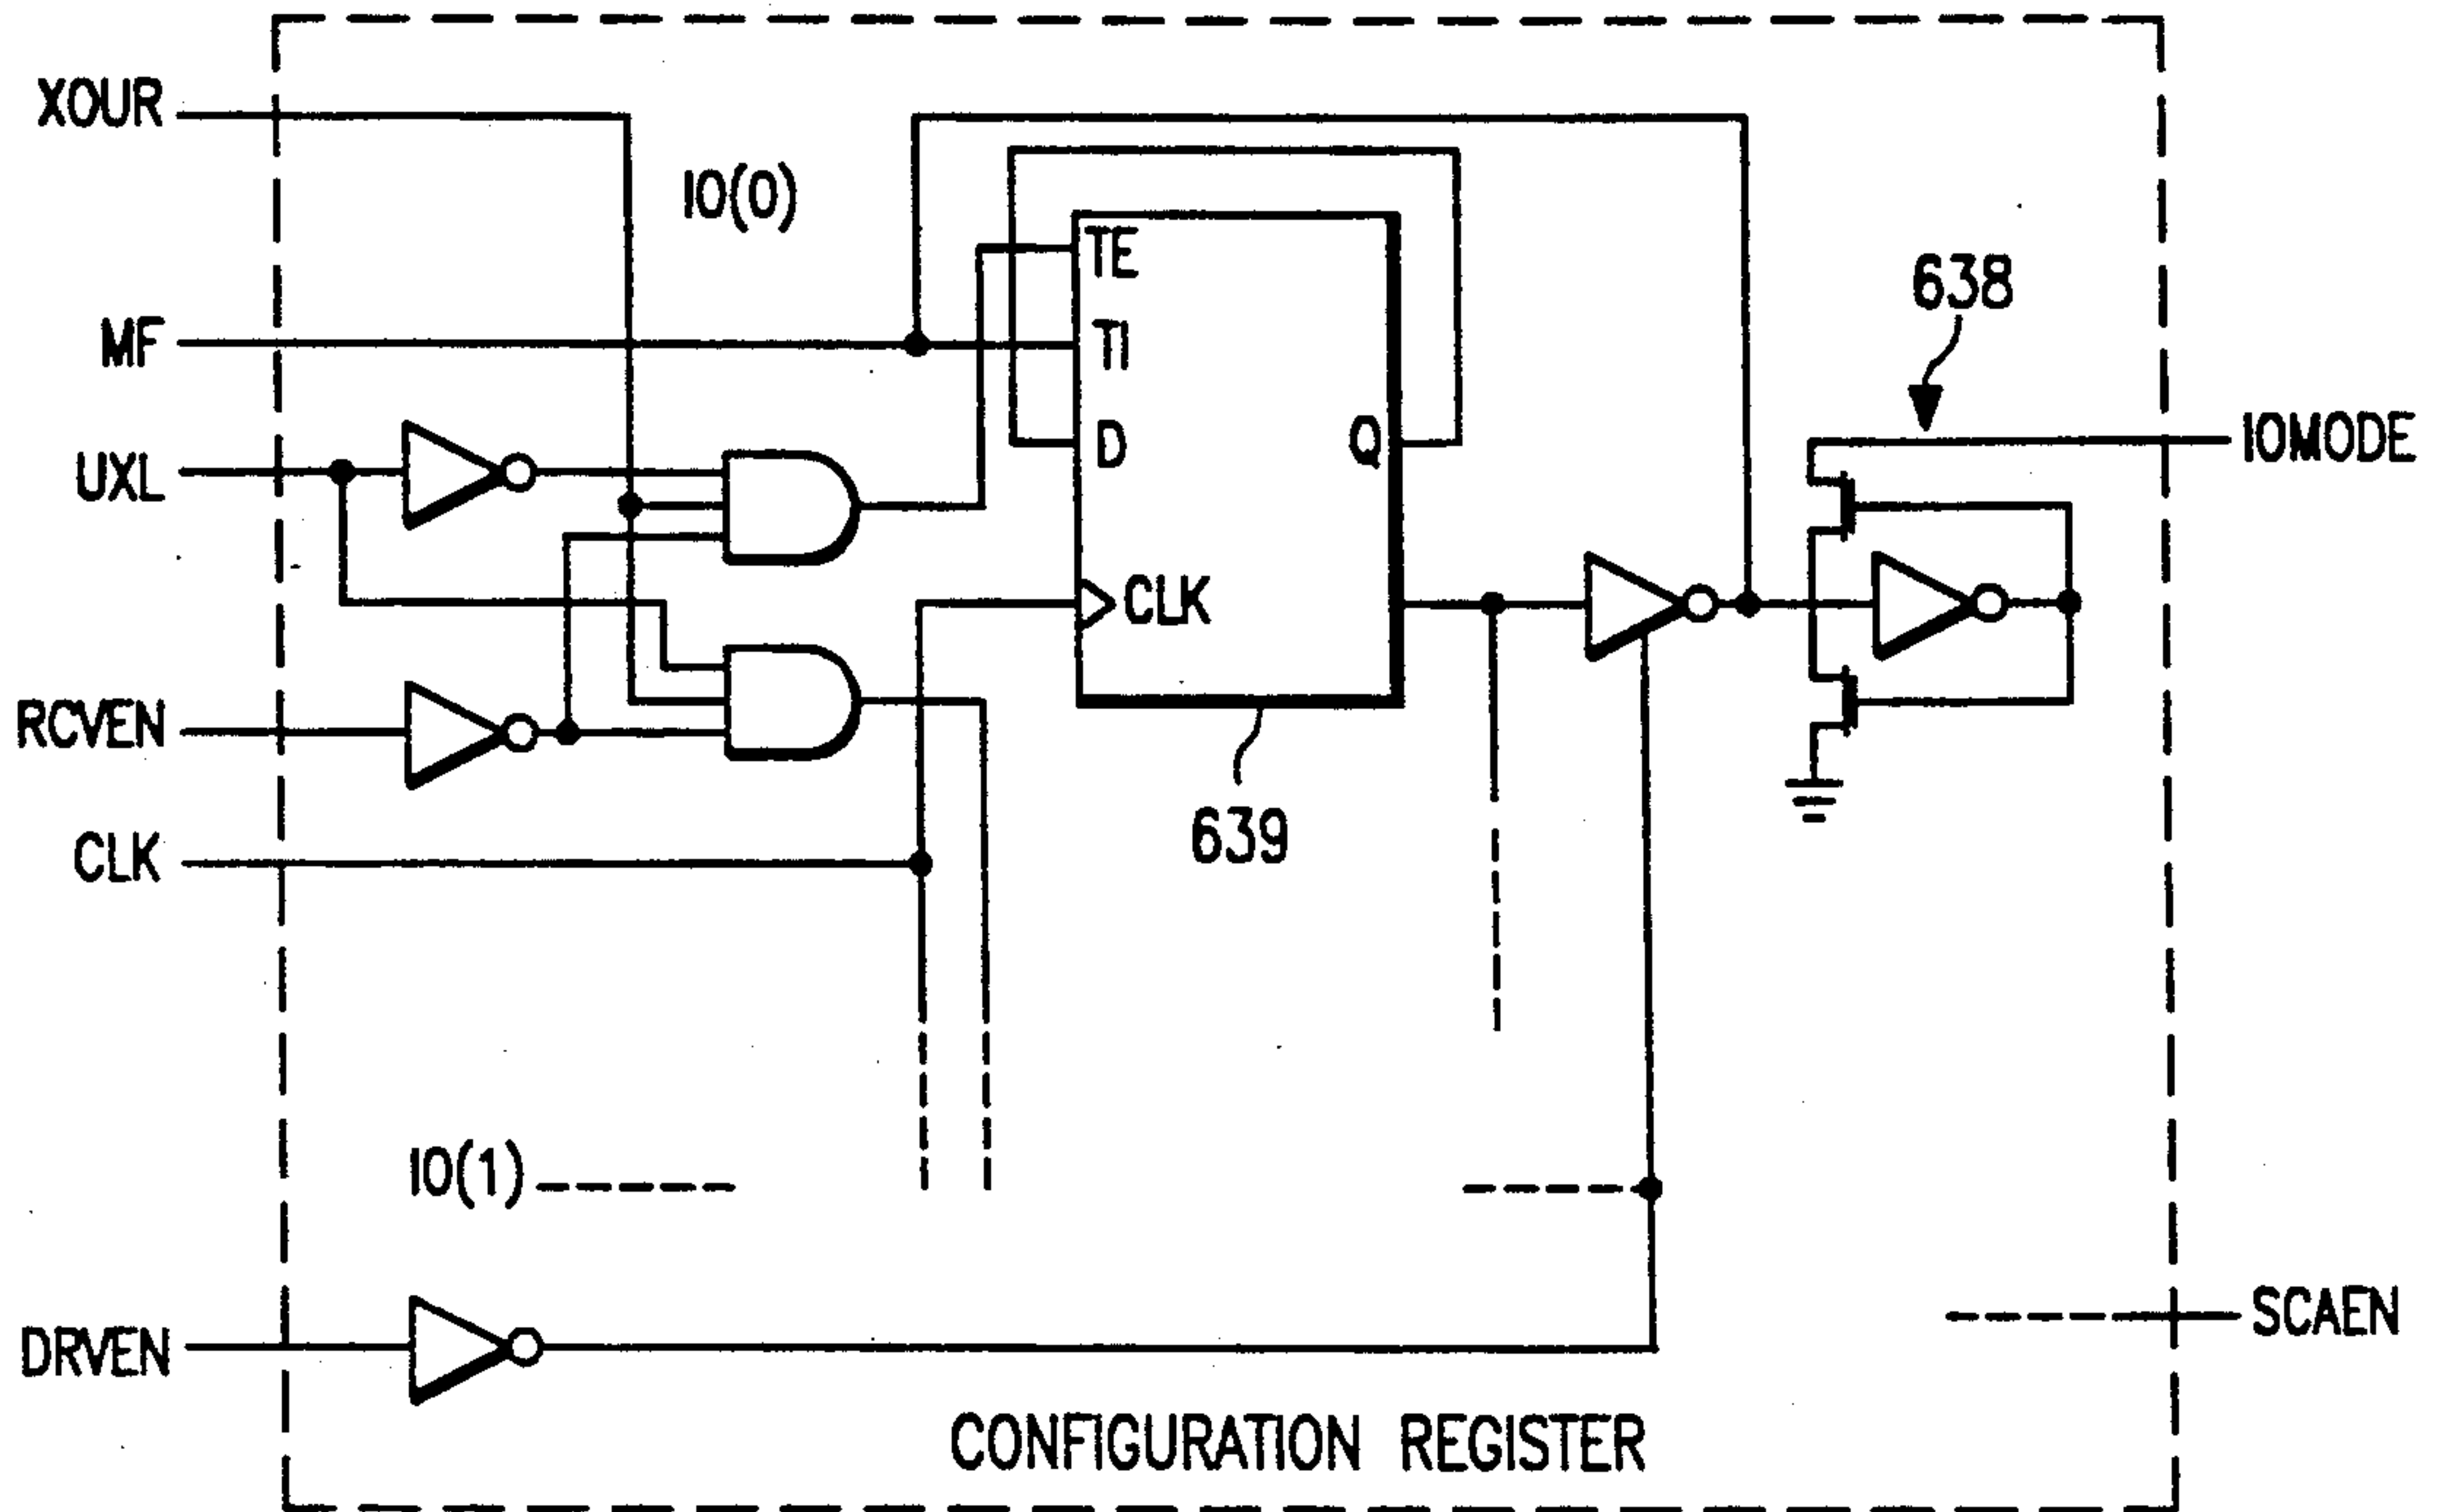 XOUR
IO(0)
TE
638
MF
TI
IOMODE
UXL
D
Q
CLK
RCVEN
639
CLK
IO(1)
SCAEN
DRVEN
CONFIGURATION REGISTER